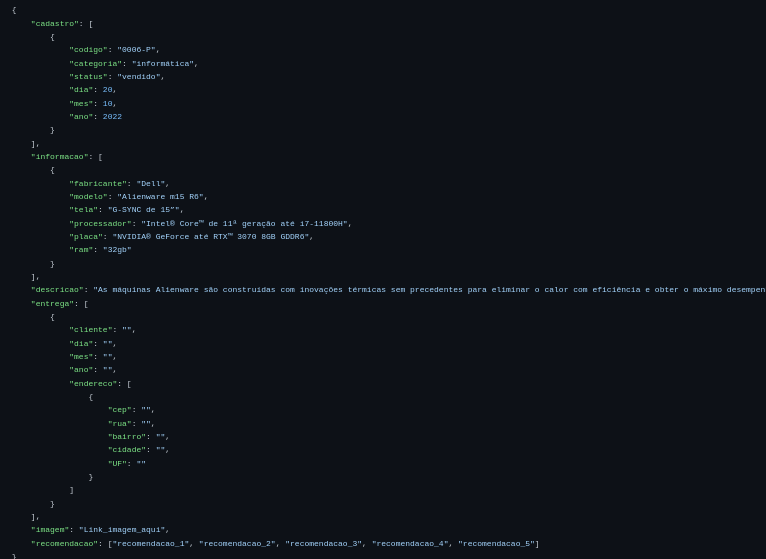 {
"cadastro": [
{
"codigo": "0006-P",
"categoria": "informática",
"status": "vendido",
"dia": 20,
"mes": 10,
"ano": 2022
}
],
"informacao": [
{
"fabricante": "Dell",
"modelo": "Alienware m15 R6",
"tela": "G-SYNC de 15”",
"processador": "Intel® Core™ de 11ª geração até i7-11800H",
"placa": "NVIDIA® GeForce até RTX™ 3070 8GB GDDR6",
"ram": "32gb"
}
],
"descricao": "As máquinas Alienware são construídas com inovações térmicas sem precedentes para eliminar o calor com eficiência e obter o máximo desempen
"entrega": [
{
"cliente": "",
"dia": "",
"mes": "",
"ano": "",
"endereco": [
{
"cep": "",
"rua": "",
"bairro": "",
"cidade": "",
"UF": ""
}
]
}
],
"imagem": "Link_imagem_aqui",
"recomendacao": ["recomendacao_1", "recomendacao_2", "recomendacao_3", "recomendacao_4", "recomendacao_5"]
}